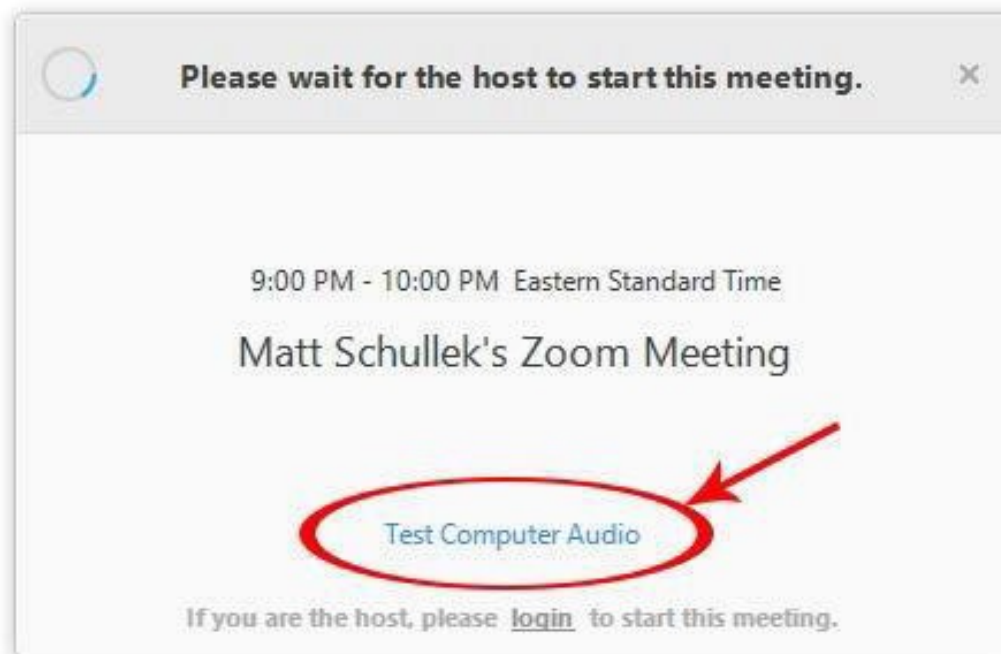 Please wait for the host to start this meeting.
9:00 PM - 10:00 PM Eastern Standard Time
Matt Schullek's Zoom Meeting
Test Computer Audio
If you are the host, please login to start this meeting.